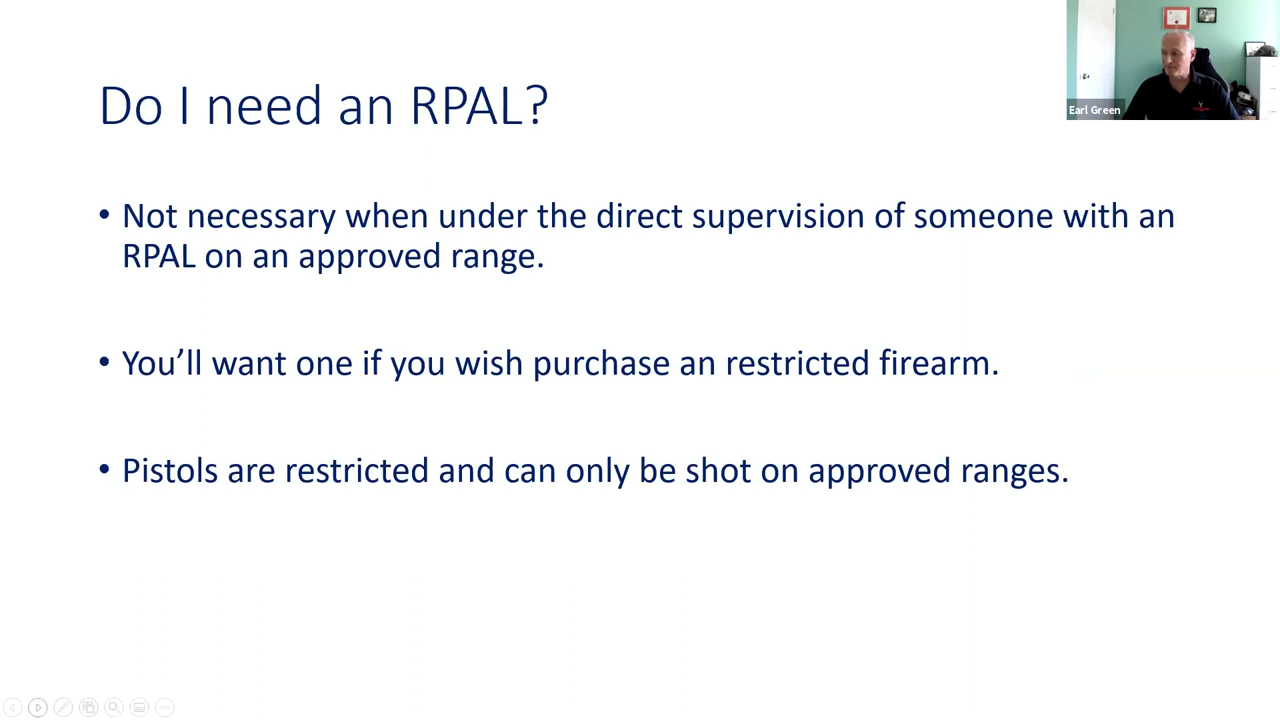 Do I need an RPAL?
Earl Green
• Not necessary when under the direct supervision of someone with an
RPAL on an approved range.
• You’ll want one if you wish purchase an restricted firearm.
• Pistols are restricted and can only be shot on approved ranges.